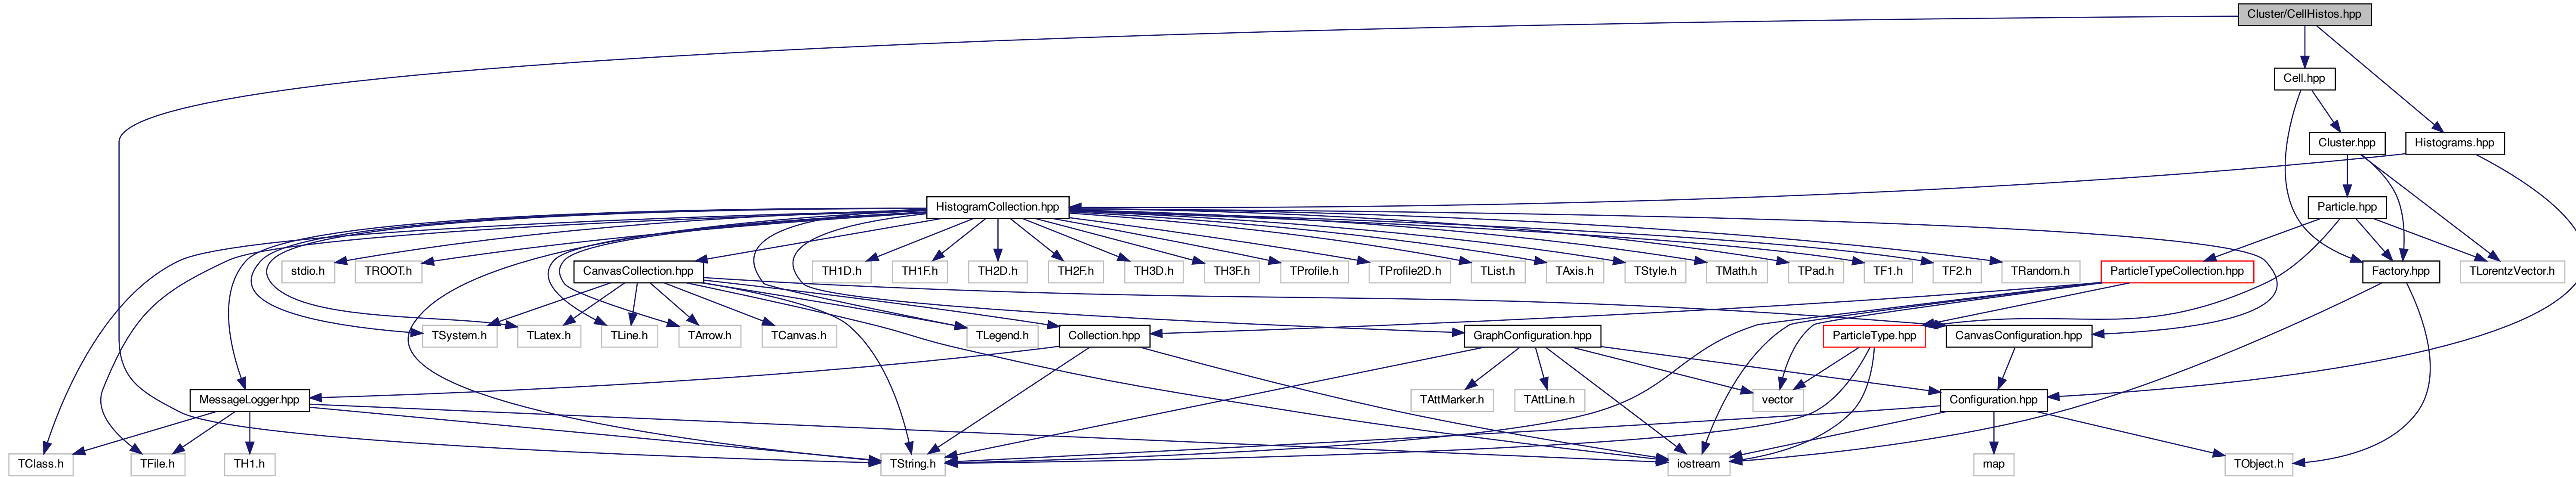 Cluster/CellHistos.hpp
Cell.hpp
Cluster.hpp
Histograms.hpp
HistogramCollection.hpp
Particle.hpp
stdio.h
TROOT.h
CanvasCollection.hpp
TH1D.h
TH1F.h
TH2D.h
TH2F.h
TH3D.h
TH3F.h
TProfile.h
TProfile2D.h
TList.h
TAxis.h
TStyle.h
TMath.h
TPad.h
TF1.h
TF2.h
TRandom.h
ParticleTypeCollection.hpp
Factory.hpp
TLorentzVector.h
TSystem.h
TLatex.h
TLine.h
TArrow.h
TCanvas.h
TLegend.h
Collection.hpp
GraphConfiguration.hpp
ParticleType.hpp
CanvasConfiguration.hpp
MessageLogger.hpp
TAttMarker.h
TAttLine.h
vector
Configuration.hpp
TClass.h
TFile.h
TH1.h
TString.h
iostream
map
TObject.h